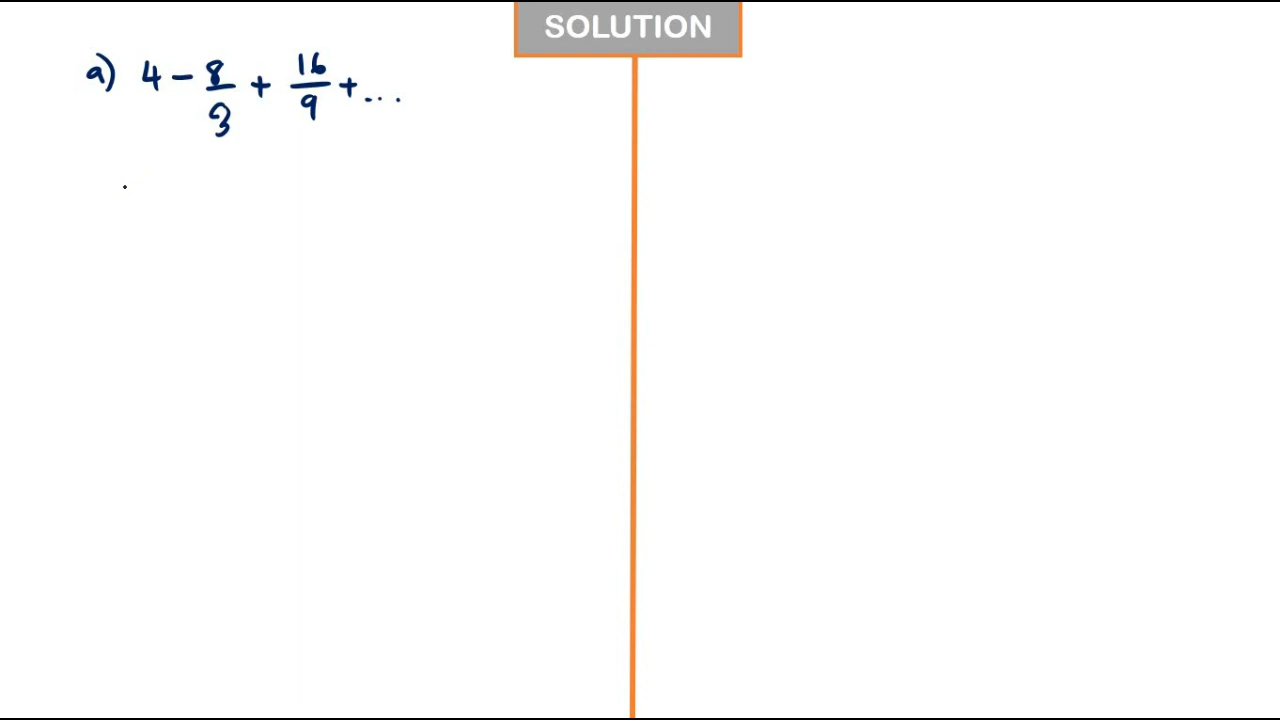 SOLUTION
a) 4 - 8/3 + 16/9 + ...